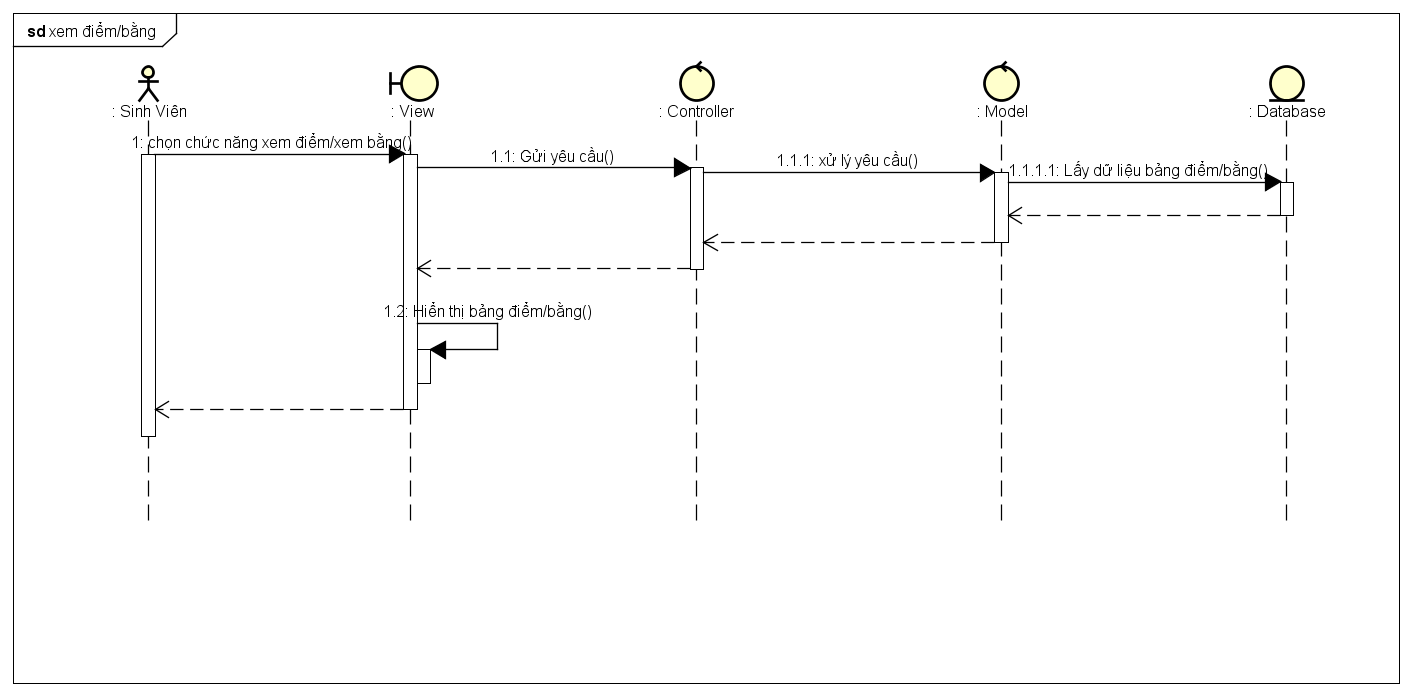 sd xem điểm/bằng
: Sinh Viên
: View
: Controller
: Model
: Database
1: chọn chức năng xem điểm/xem bằng()
1.1: Gửi yêu cầu()
1.1.1: xử lý yêu cầu()
1.1.1.1: Lấy dữ liệu bảng điểm/bằng()
1.2: Hiển thị bảng điểm/bằng()